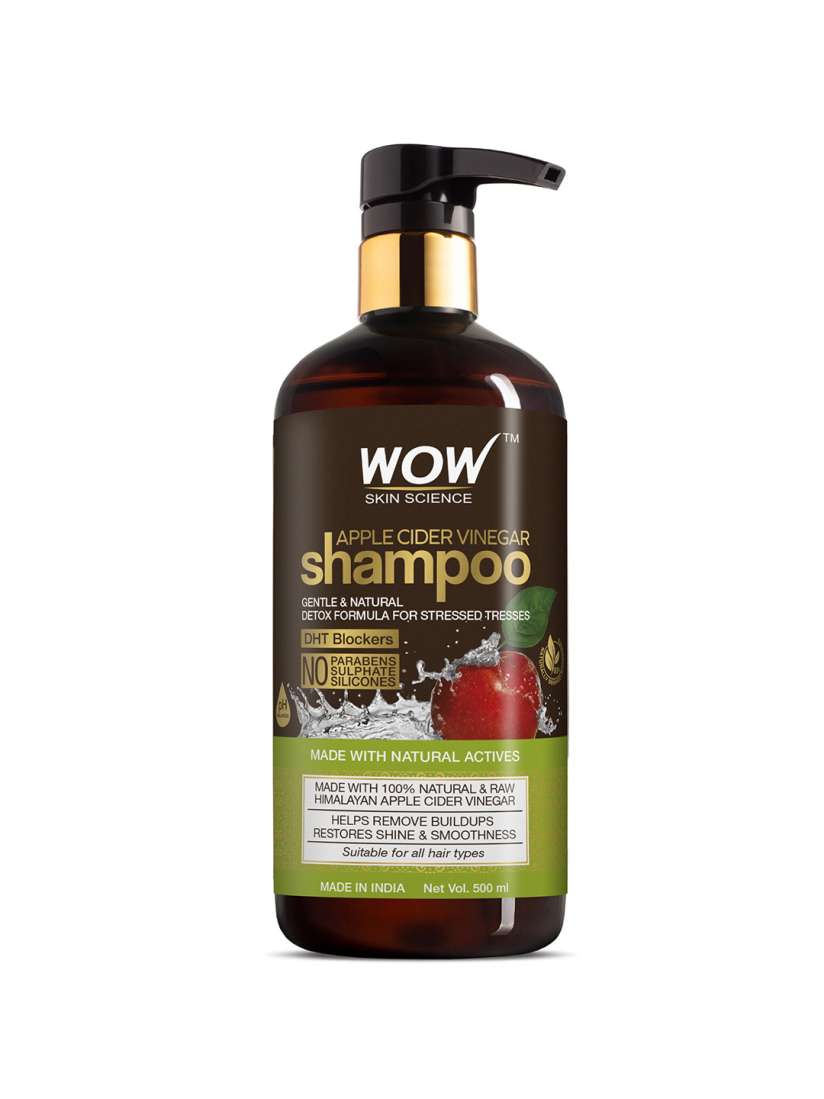 WOW™
SKIN SCIENCE
APPLE CIDER VINEGAR
shampoo
GENTLE & NATURAL
DETOX FORMULA FOR STRESSED TRESSES
DHT Blockers
NO PARABENS
SULPHATE
SILICONES
pH
MADE WITH NATURAL ACTIVES
MADE WITH 100% NATURAL & RAW
HIMALAYAN APPLE CIDER VINEGAR
HELPS REMOVE BUILDUPS
RESTORES SHINE & SMOOTHNESS
Suitable for all hair types
MADE IN INDIA Net Vol. 500 ml